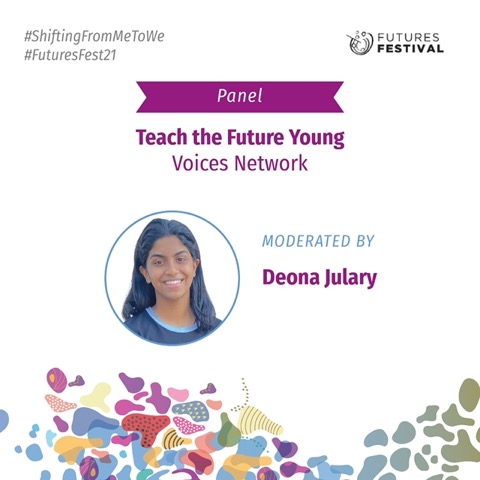 #ShiftingFromMeToWe
#FuturesFest21
FUTURES
FESTIVAL
Panel
Teach the Future Young
Voices Network
MODERATED BY
Deona Julary